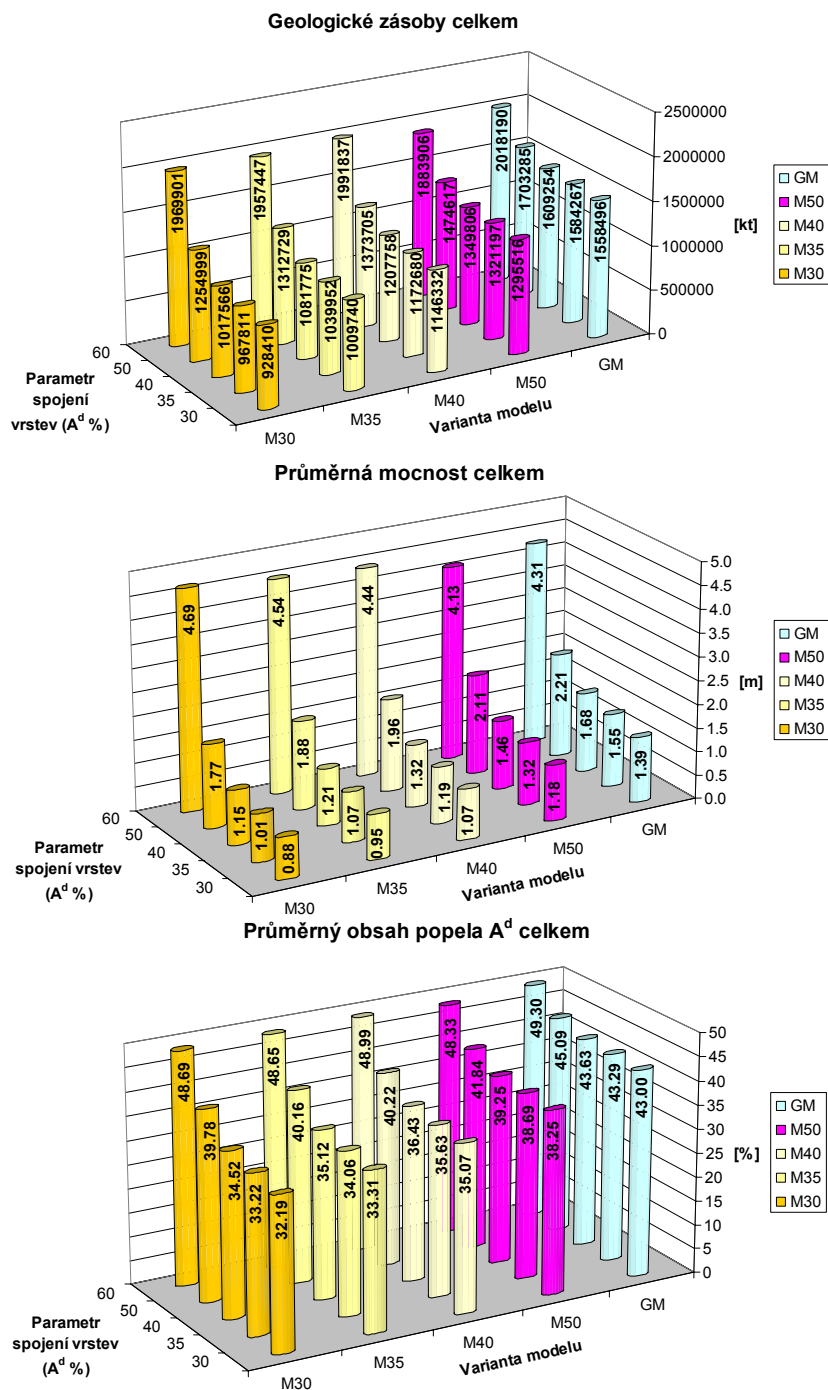 Geologické zásoby celkem
2500000
2000000
1500000
1000000
500000
0
[kt]
GM
M50
M40
M35
M30
1969901
1254999
1017566
967811
928410
1957447
1312729
1081775
1039952
1009740
1991837
1373705
1207758
1172680
1146332
1883906
1474617
1349806
1321197
1295516
2018190
1703285
1609254
1584267
1558496
60
50
40
35
30
Parametr
spojení
vrstev (A^d %)
M30
M35
M40
M50
GM
Varianta modelu
Průměrná mocnost celkem
5.0
4.5
4.0
3.5
3.0
2.5
2.0
1.5
1.0
0.5
0.0
[m]
GM
M50
M40
M35
M30
4.69
1.77
1.15
1.01
0.88
4.54
1.88
1.21
1.07
0.95
4.44
1.96
1.32
1.19
1.07
4.13
2.11
1.46
1.32
1.18
4.31
2.21
1.68
1.55
1.39
60
50
40
35
30
Parametr
spojení vrstev
(A^d %)
M30
M35
M40
M50
GM
Varianta modelu
Průměrný obsah popela A^d celkem
50
45
40
35
30
25
20
15
10
5
0
[%]
GM
M50
M40
M35
M30
48.69
39.78
34.52
33.22
32.19
48.65
40.16
35.12
34.06
33.31
48.99
40.22
36.43
35.63
35.07
48.33
41.84
39.25
38.69
38.25
49.30
45.09
43.63
43.29
43.00
60
50
40
35
30
Parametr
spojení vrstev
(A^d %)
M30
M35
M40
M50
GM
Varianta modelu